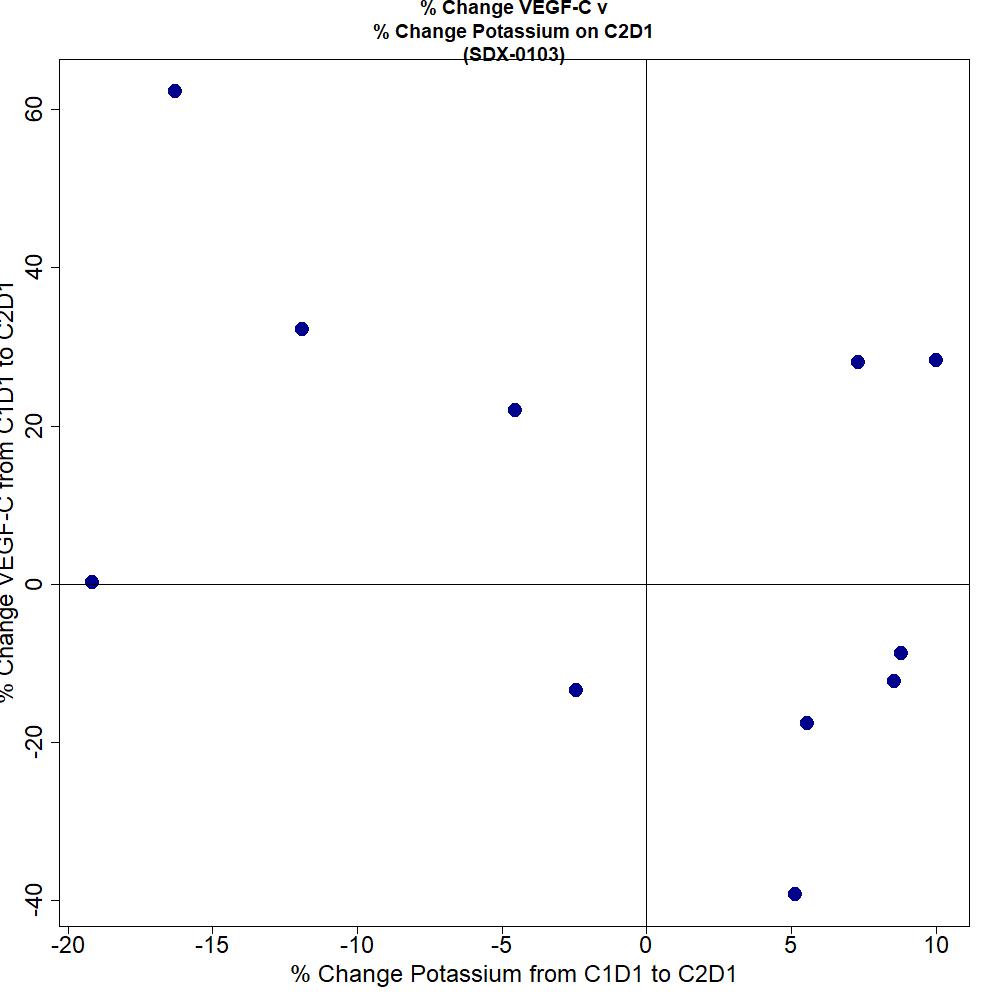 % Change VEGF-C v
% Change Potassium on C2D1
(SDX-0103)
60
40
20
0
-20
-40
% Change VEGF-C from C1D1 to C2D1
-20 -15 -10 -5 0 5 10
% Change Potassium from C1D1 to C2D1